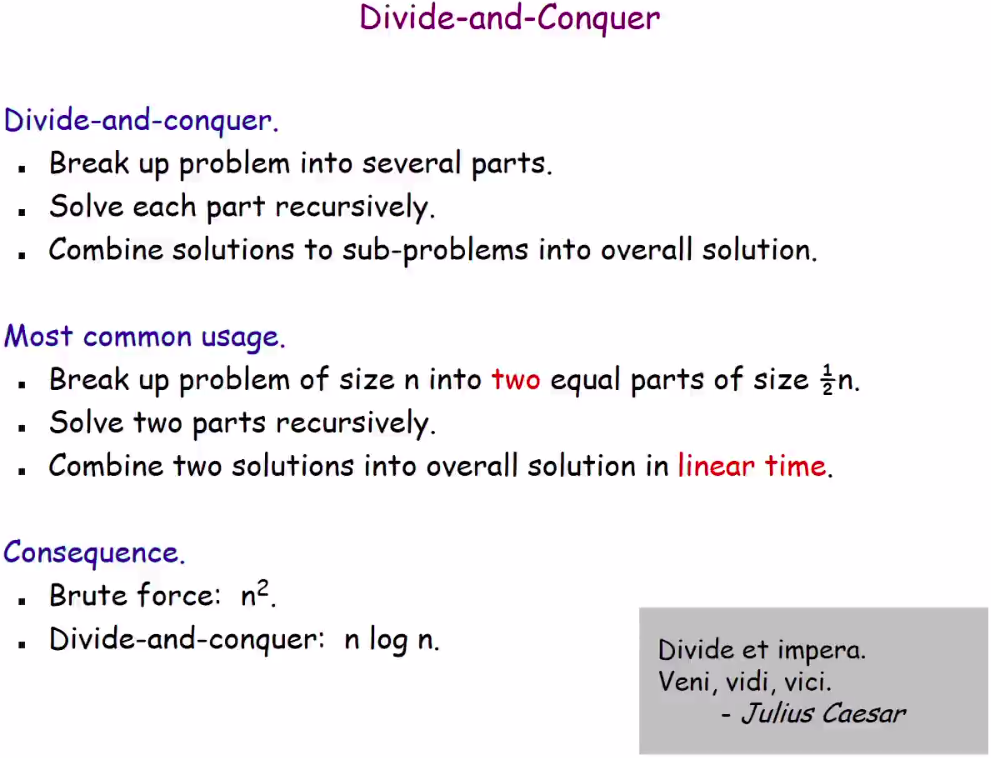 Divide-and-Conquer
Divide-and-conquer.
▪ Break up problem into several parts.
▪ Solve each part recursively.
▪ Combine solutions to sub-problems into overall solution.
Most common usage.
▪ Break up problem of size n into two equal parts of size ½n.
▪ Solve two parts recursively.
▪ Combine two solutions into overall solution in linear time.
Consequence.
▪ Brute force: n².
▪ Divide-and-conquer: n log n.
Divide et impera.
Veni, vidi, vici.
- Julius Caesar